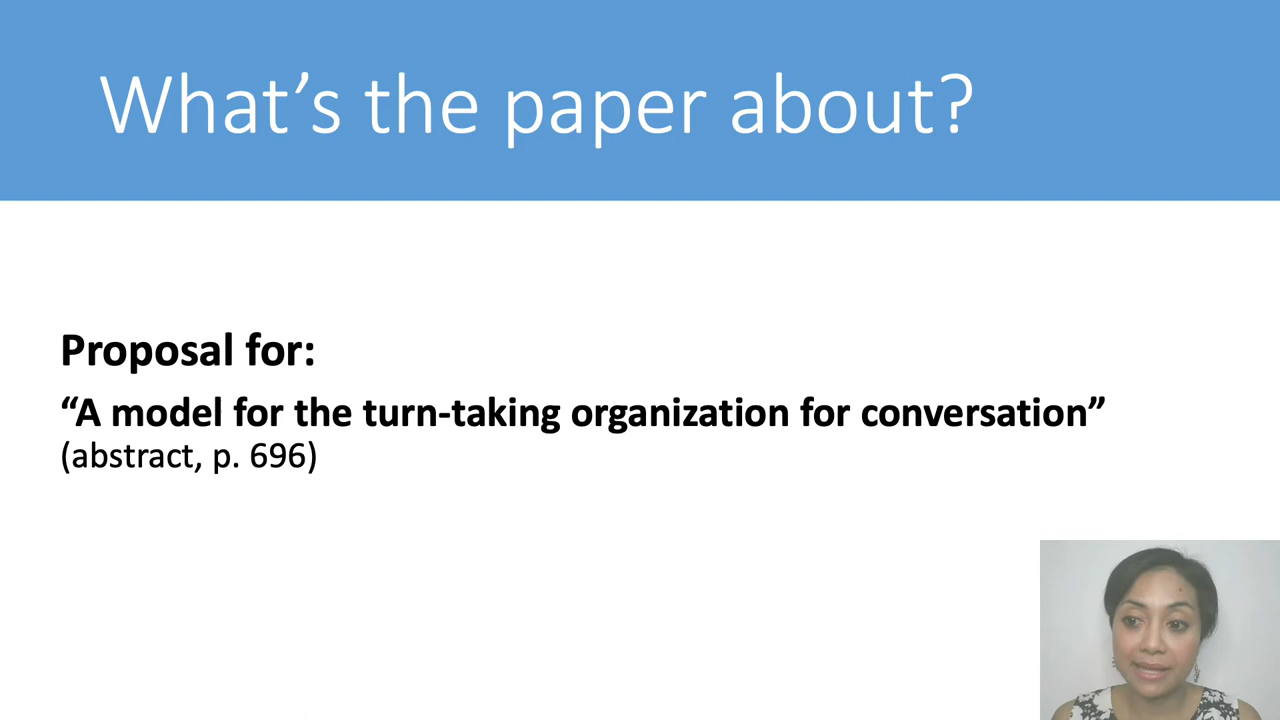 What’s the paper about?
Proposal for:
“A model for the turn-taking organization for conversation”
(abstract, p. 696)